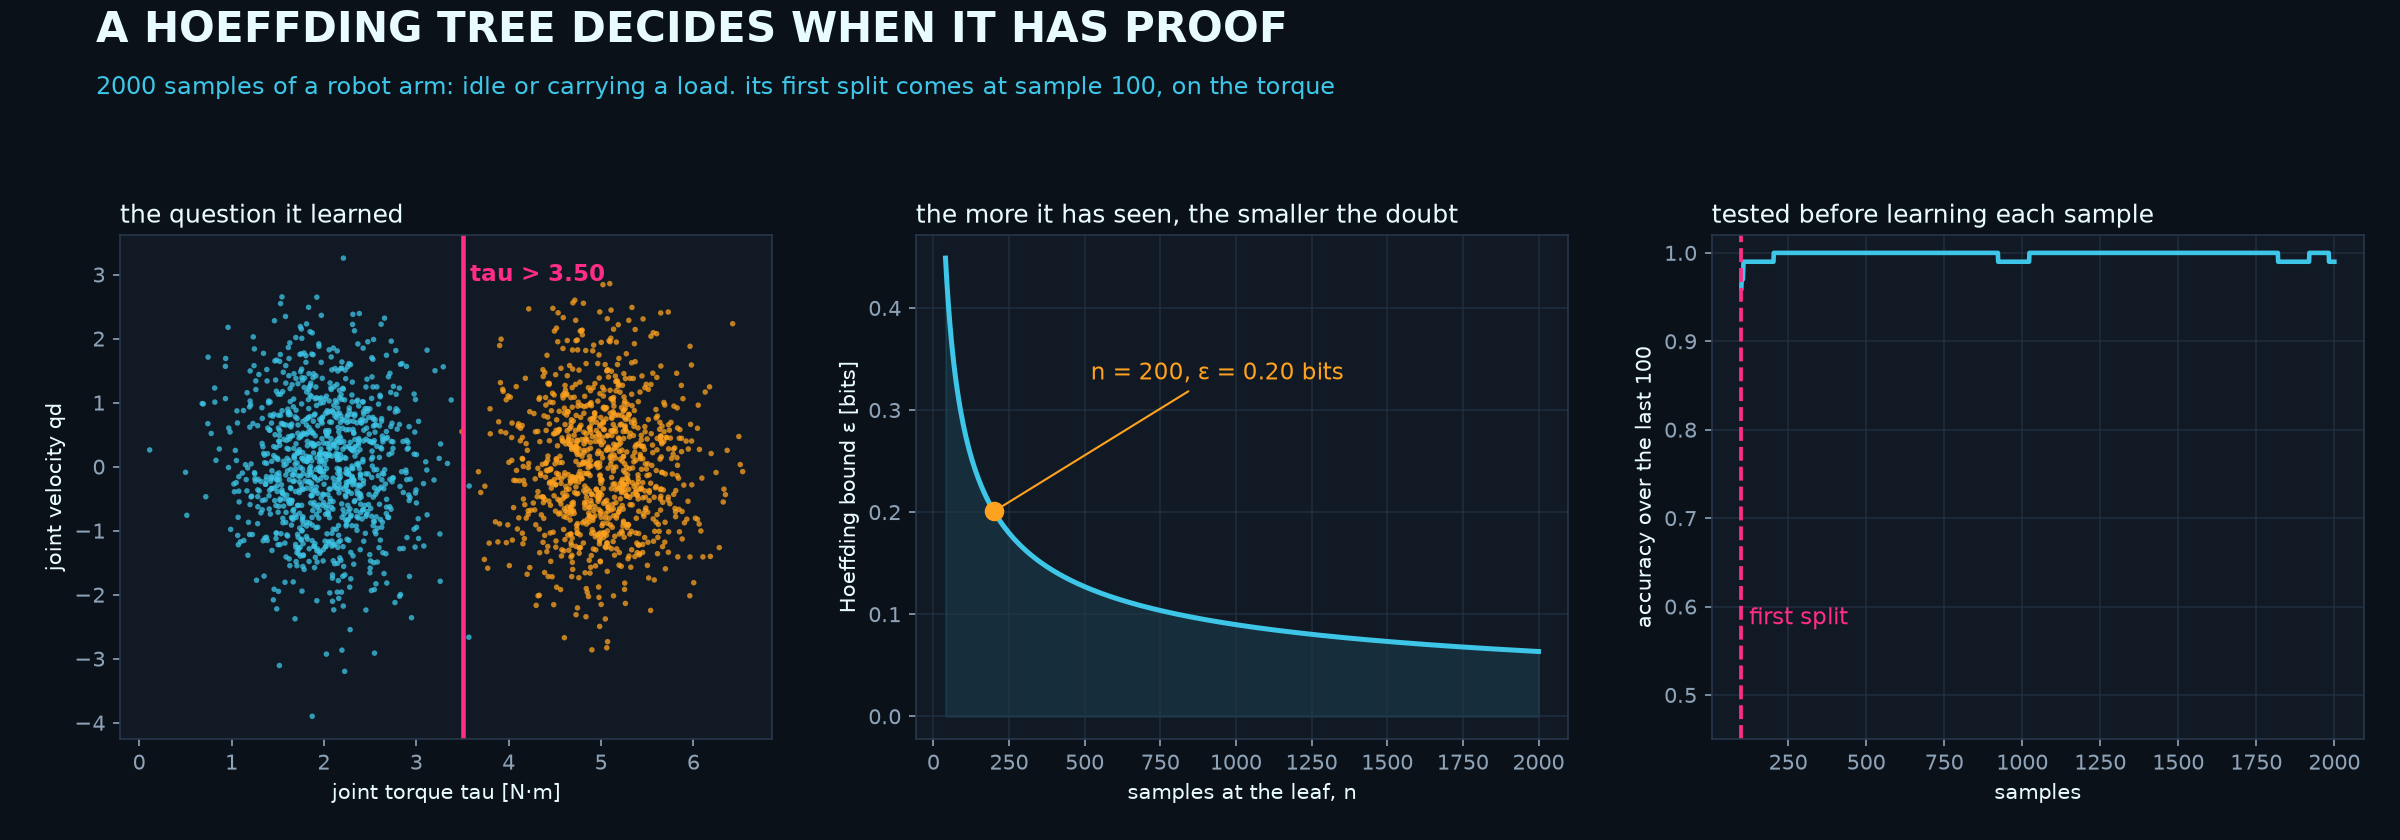 A HOEFFDING TREE DECIDES WHEN IT HAS PROOF
2000 samples of a robot arm: idle or carrying a load. its first split comes at sample 100, on the torque
the question it learned
tau > 3.50
3
2
1
0
−1
−2
−3
−4
joint velocity qd
0 1 2 3 4 5 6
joint torque tau [N·m]
the more it has seen, the smaller the doubt
n = 200, ε = 0.20 bits
0.4
0.3
0.2
0.1
0.0
Hoeffding bound ε [bits]
0 250 500 750 1000 1250 1500 1750 2000
samples at the leaf, n
tested before learning each sample
first split
1.0
0.9
0.8
0.7
0.6
0.5
accuracy over the last 100
250 500 750 1000 1250 1500 1750 2000
samples